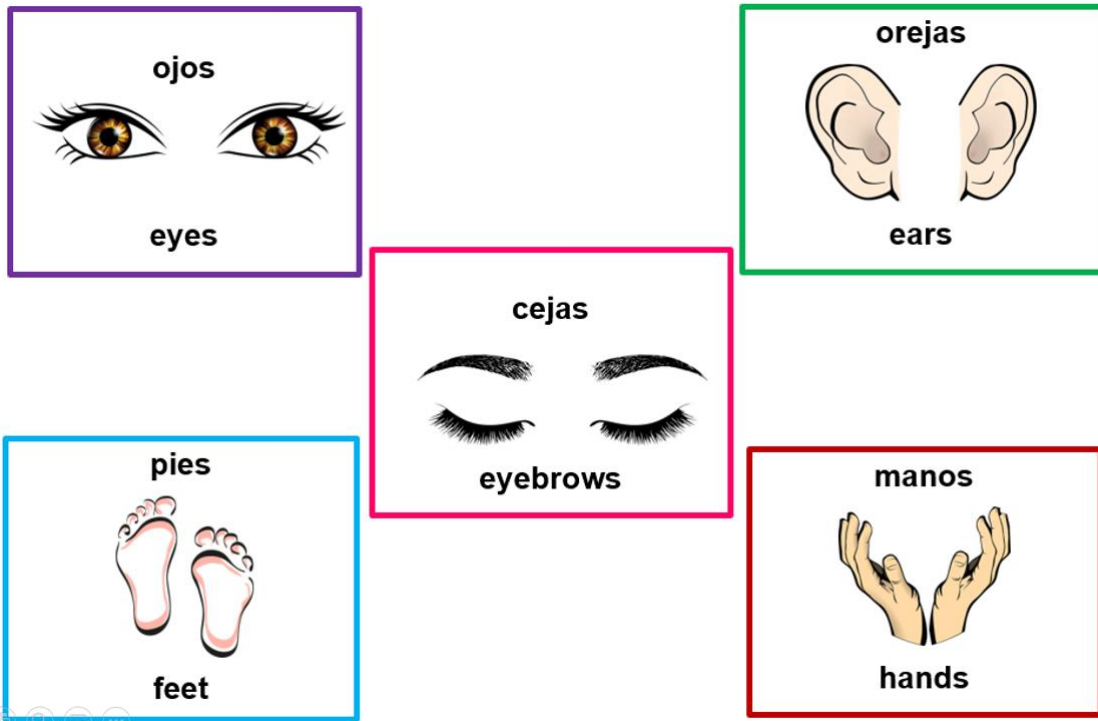 ojos
eyes
orejas
ears
cejas
eyebrows
pies
feet
manos
hands